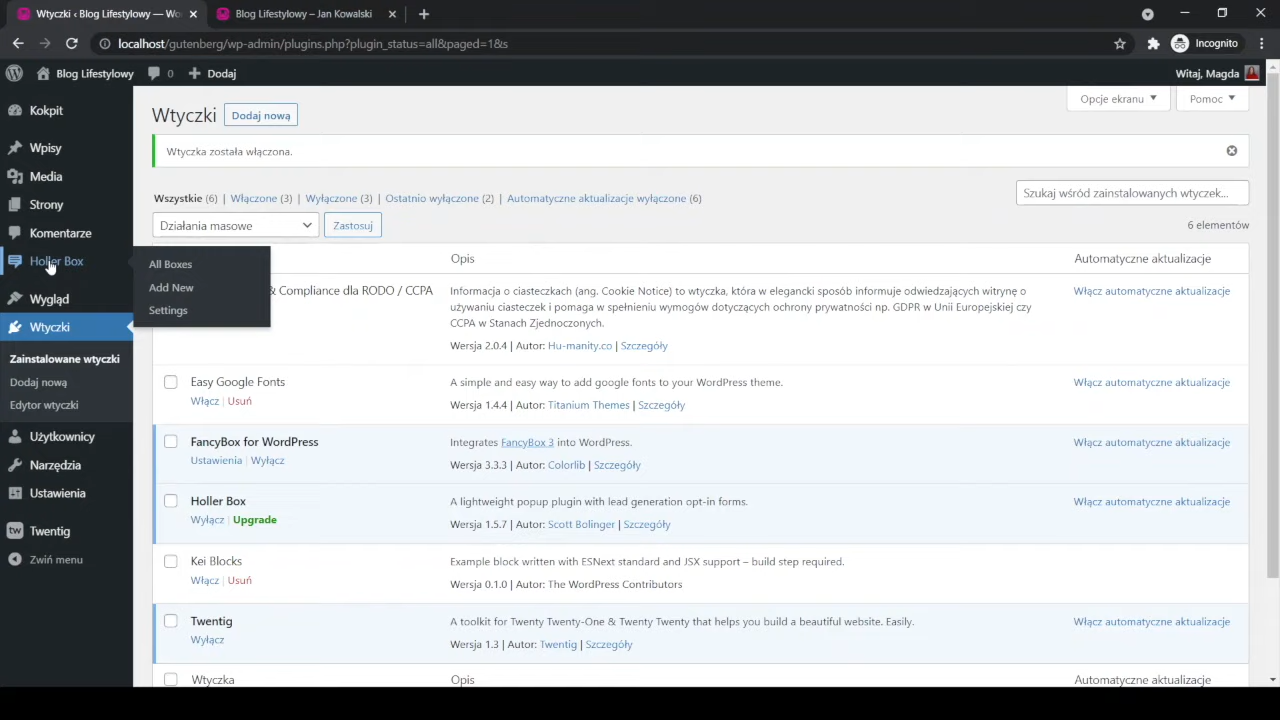 Wtyczki ‹ Blog Lifestylowy — Wo
Blog Lifestylowy – Jan Kowalski
localhost/gutenberg/wp-admin/plugins.php?plugin_status=all&paged=1&s
Incognito
Blog Lifestylowy
0
Dodaj
Witaj, Magda
Kokpit
Wpisy
Media
Strony
Komentarze
Holler Box
All Boxes
Add New
Settings
Wygląd
Wtyczki
Zainstalowane wtyczki
Dodaj nową
Edytor wtyczki
Użytkownicy
Narzędzia
Ustawienia
tw Twentig
Zwiń menu
Wtyczki
Dodaj nową
Opcje ekranu
Pomoc
Wtyczka została włączona.
Wszystkie (6) | Włączone (3) | Wyłączone (3) | Ostatnio wyłączone (2) | Automatyczne aktualizacje wyłączone (6)
Szukaj wśród zainstalowanych wtyczek...
Działania masowe
Zastosuj
6 elementów
Opis
Automatyczne aktualizacje
& Compliance dla RODO / CCPA
Informacja o ciasteczkach (ang. Cookie Notice) to wtyczka, która w elegancki sposób informuje odwiedzających witrynę o
używaniu ciasteczek i pomaga w spełnieniu wymogów dotyczących ochrony prywatności np. GDPR w Unii Europejskiej czy
CCPA w Stanach Zjednoczonych.
Wersja 2.0.4 | Autor: Hu-manity.co | Szczegóły
Włącz automatyczne aktualizacje
Easy Google Fonts
Włącz | Usuń
A simple and easy way to add google fonts to your WordPress theme.
Wersja 1.4.4 | Autor: Titanium Themes | Szczegóły
Włącz automatyczne aktualizacje
FancyBox for WordPress
Ustawienia | Wyłącz
Integrates FancyBox 3 into WordPress.
Wersja 3.3.3 | Autor: Colorlib | Szczegóły
Włącz automatyczne aktualizacje
Holler Box
Wyłącz | Upgrade
A lightweight popup plugin with lead generation opt-in forms.
Wersja 1.5.7 | Autor: Scott Bolinger | Szczegóły
Włącz automatyczne aktualizacje
Kei Blocks
Włącz | Usuń
Example block written with ESNext standard and JSX support – build step required.
Wersja 0.1.0 | Autor: The WordPress Contributors
Włącz automatyczne aktualizacje
Twentig
Wyłącz
A toolkit for Twenty Twenty-One & Twenty Twenty that helps you build a beautiful website. Easily.
Wersja 1.3 | Autor: Twentig | Szczegóły
Włącz automatyczne aktualizacje
Wtyczka
Opis
Automatyczne aktualizacje